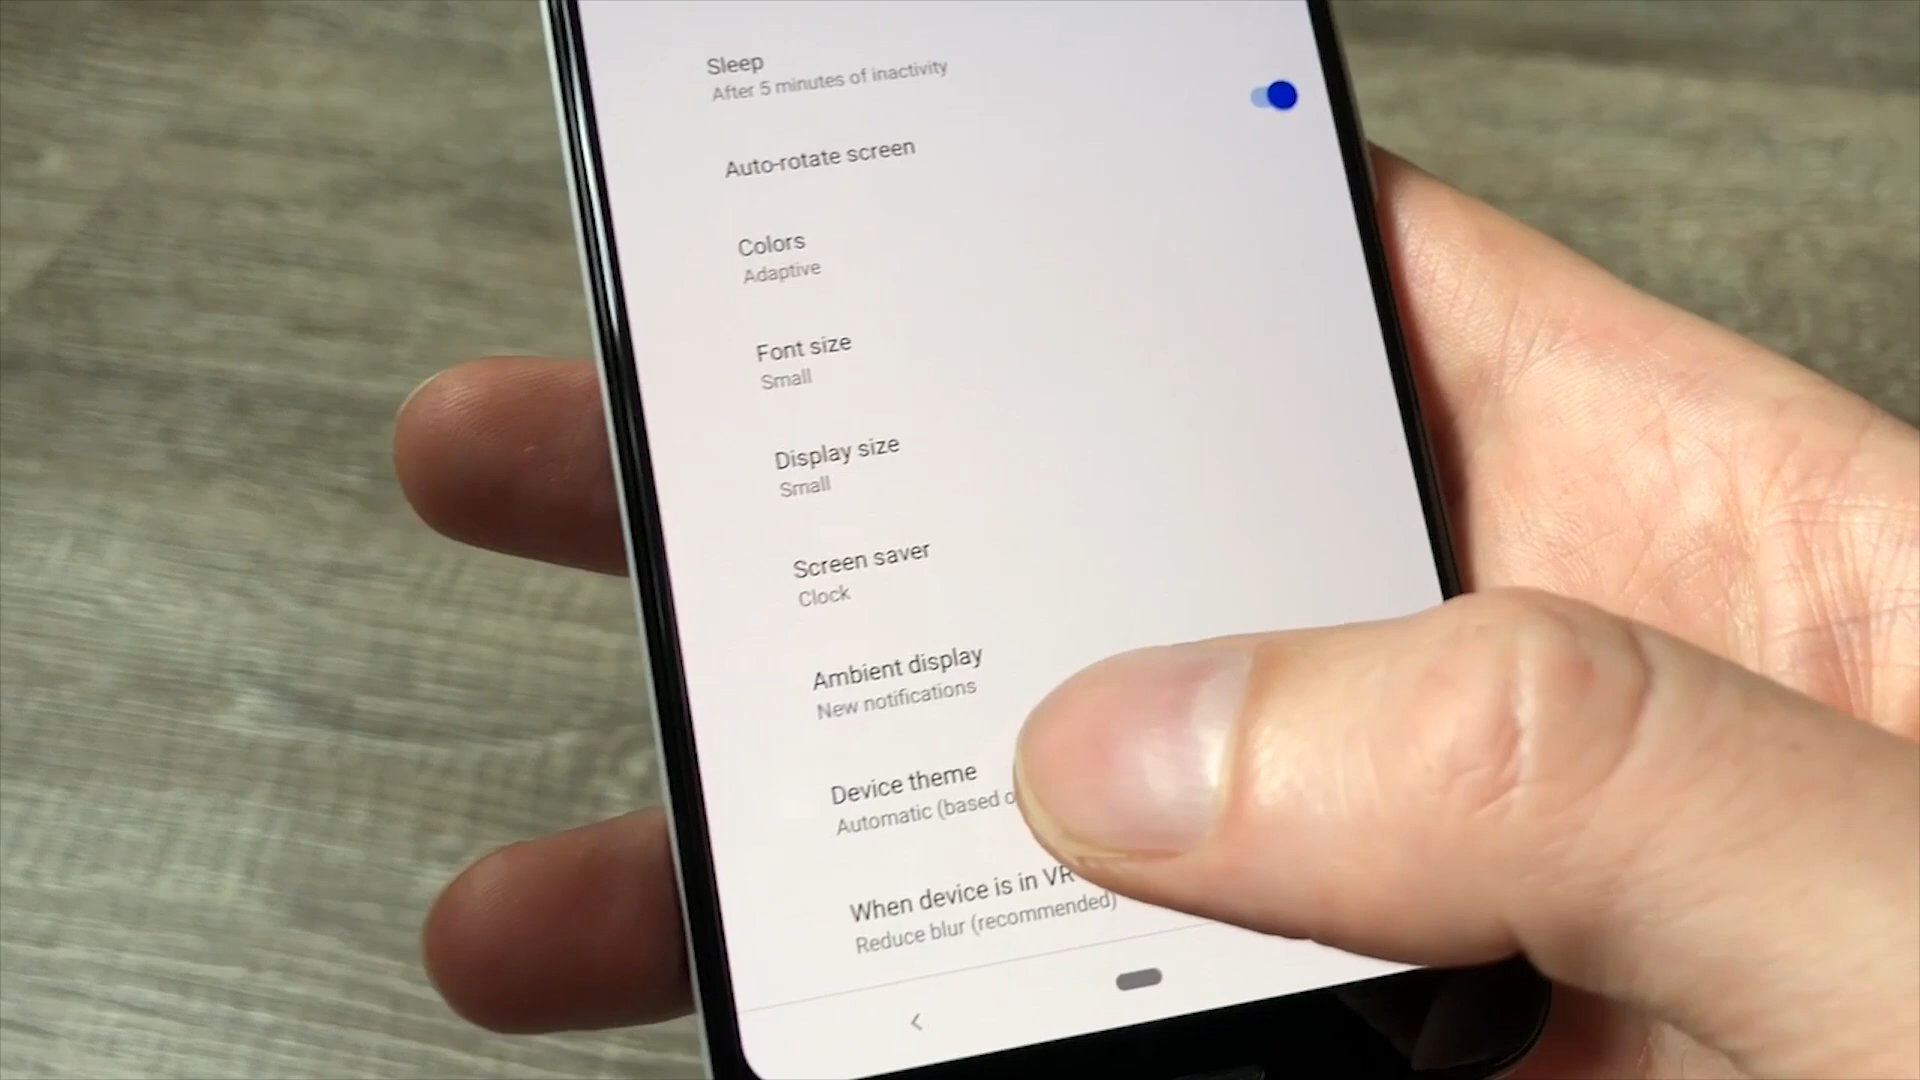 Sleep
After 5 minutes of inactivity
Auto-rotate screen
Colors
Adaptive
Font size
Small
Display size
Small
Screen saver
Clock
Ambient display
New notifications
Device theme
Automatic (based
When device is in VR
Reduce blur (recommended)